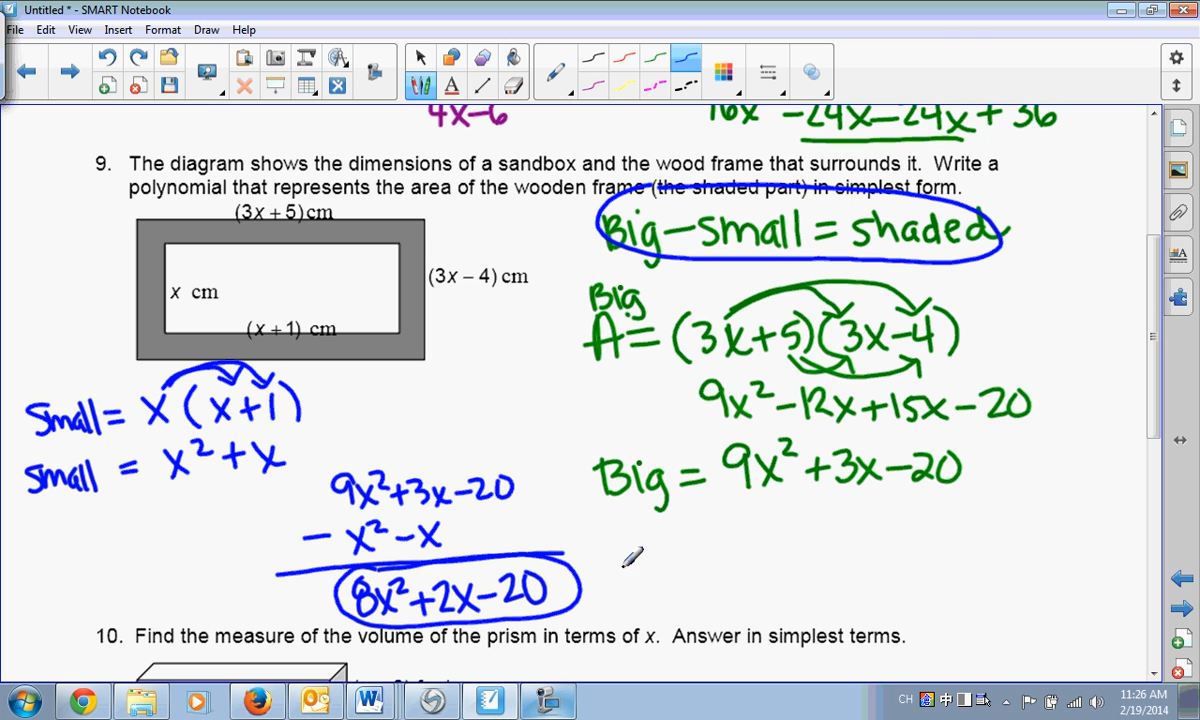 Untitled * - SMART Notebook
File Edit View Insert Format Draw Help
4x-6
16x -24x-24x+36
9. The diagram shows the dimensions of a sandbox and the wood frame that surrounds it. Write a
polynomial that represents the area of the wooden frame (the shaded part) in simplest form.
(3x + 5)cm
Big-small = shaded
(3x – 4) cm
x cm
(x + 1) cm
Big
A = (3x+5)(3x-4)
9x²-12x+15x-20
Big = 9x²+3x-20
Small = x(x+1)
Small = x²+x
9x²+3x-20
- x²-x
8x²+2x-20
10. Find the measure of the volume of the prism in terms of x. Answer in simplest terms.
CH 中
11:26 AM
2/19/2014